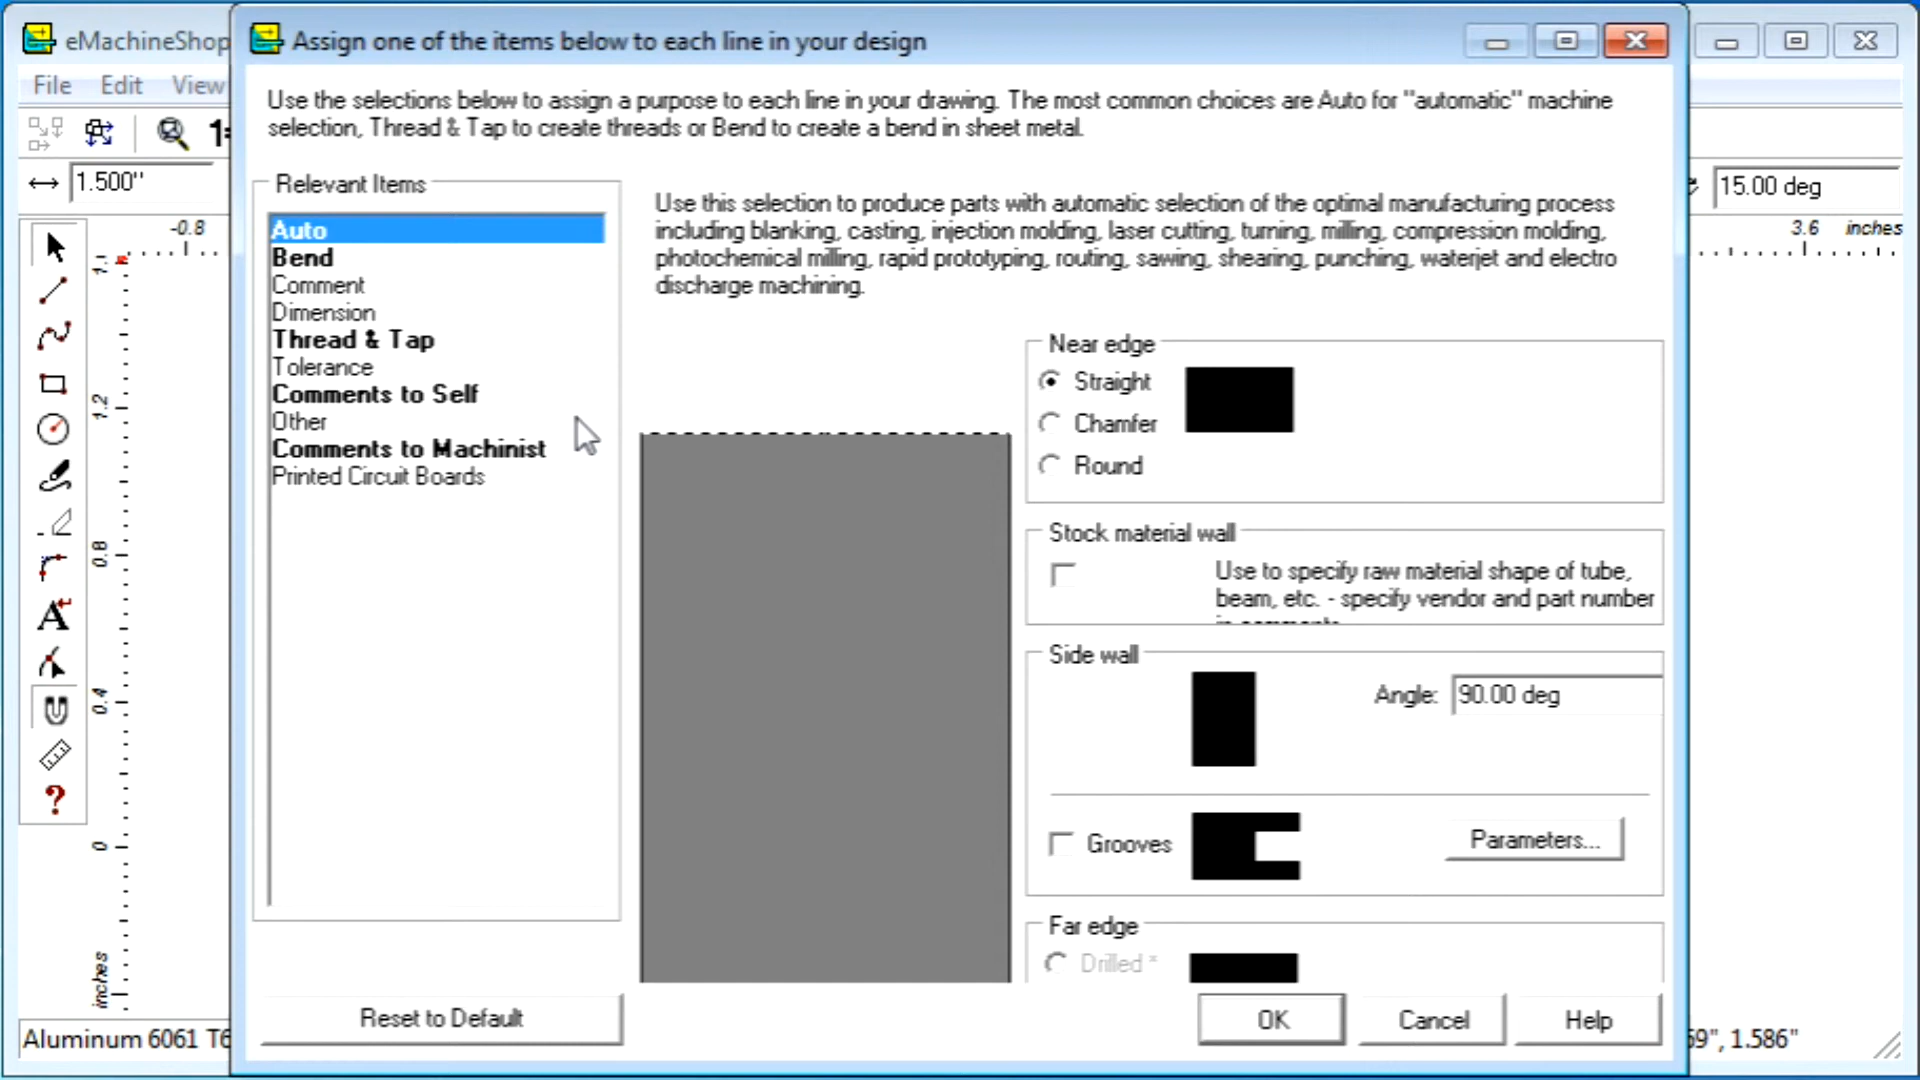 eMachineShop
Assign one of the items below to each line in your design
File Edit View
Use the selections below to assign a purpose to each line in your drawing. The most common choices are Auto for "automatic" machine
selection, Thread & Tap to create threads or Bend to create a bend in sheet metal.
1.500"
15.00 deg
-0.8
3.6 inches
Relevant Items
Auto
Bend
Comment
Dimension
Thread & Tap
Tolerance
Comments to Self
Other
Comments to Machinist
Printed Circuit Boards
Use this selection to produce parts with automatic selection of the optimal manufacturing process
including blanking, casting, injection molding, laser cutting, turning, milling, compression molding,
photochemical milling, rapid prototyping, routing, sawing, shearing, punching, waterjet and electro
discharge machining.
Near edge
Straight
Chamfer
Round
Stock material wall
Use to specify raw material shape of tube,
beam, etc. - specify vendor and part number
in comments
Side wall
Angle: 90.00 deg
Grooves
Parameters...
Far edge
Drilled *
1.2
0.8
0.4
0
inches
Reset to Default
OK
Cancel
Help
Aluminum 6061 T6
59", 1.586"